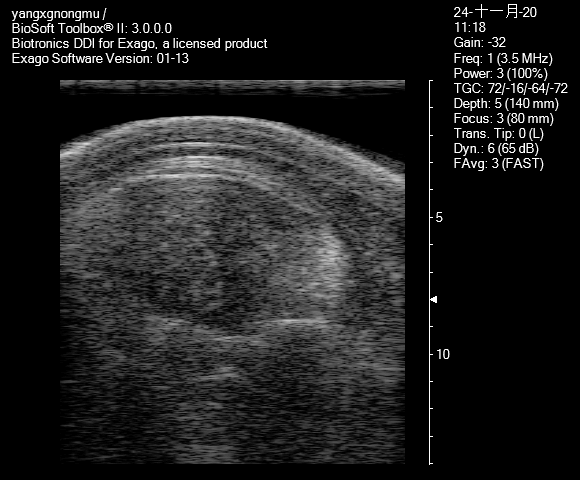 yangxgnongmu /
BioSoft Toolbox® II: 3.0.0.0
Biotronics DDI for Exago, a licensed product
Exago Software Version: 01-13
24-十一月-20
11:18
Gain: -32
Freq: 1 (3.5 MHz)
Power: 3 (100%)
TGC: 72/-16/-64/-72
Depth: 5 (140 mm)
Focus: 3 (80 mm)
Trans. Tip: 0 (L)
Dyn.: 6 (65 dB)
FAvg: 3 (FAST)
5
10